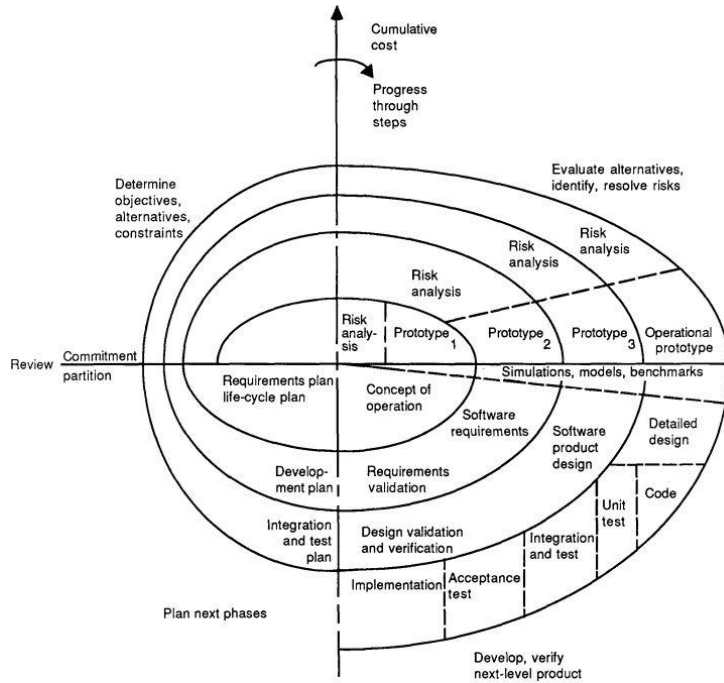 Cumulative
cost
Progress
through
steps
Evaluate alternatives,
identify, resolve risks
Determine
objectives,
alternatives,
constraints
Risk
analysis
Risk
analysis
Risk
analysis
Risk
analy-
sis
Prototype 1
Prototype 2
Prototype 3
Operational
prototype
Review
Commitment
partition
Simulations, models, benchmarks
Requirements plan
life-cycle plan
Concept of
operation
Software
requirements
Software
product
design
Detailed
design
Develop-
ment plan
Requirements
validation
Unit
test
Code
Integration
and test
plan
Design validation
and verification
Integration
and test
Implementation
Acceptance
test
Plan next phases
Develop, verify
next-level product